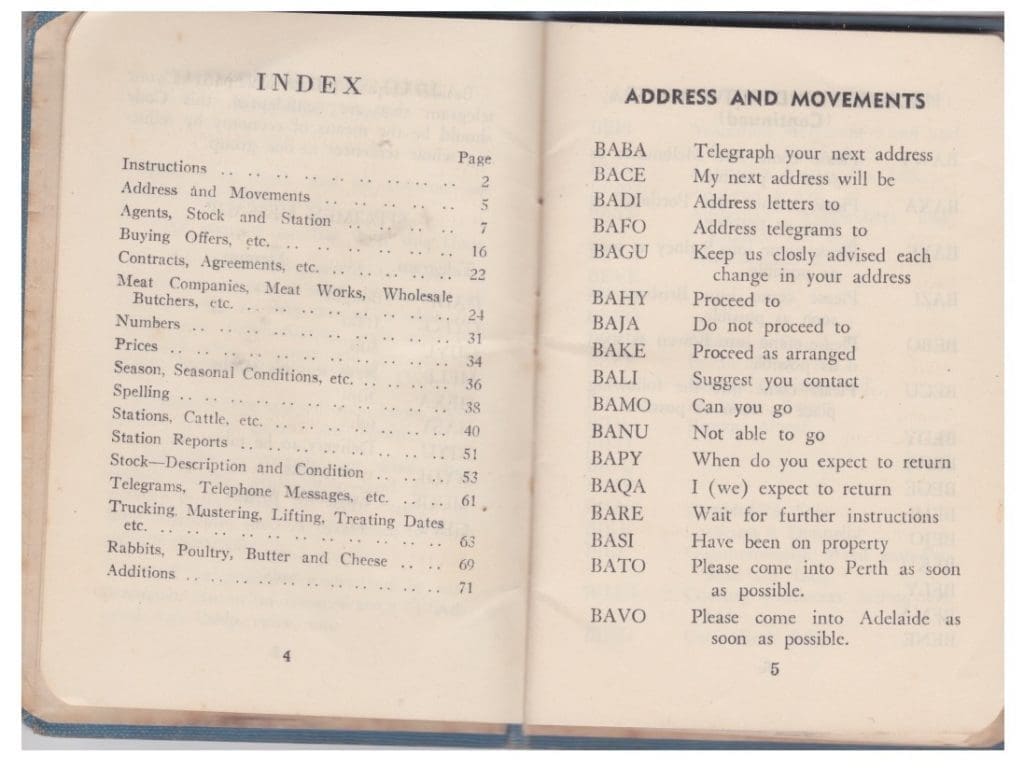 INDEX
Page
Instructions .. .. .. .. .. .. .. .. .. .. 2
Address and Movements .. .. .. .. .. .. 5
Agents, Stock and Station .. .. .. .. .. 7
Buying Offers, etc. .. .. .. .. .. .. .. 16
Contracts, Agreements, etc. .. .. .. .. .. 22
Meat Companies, Meat Works, Wholesale
Butchers, etc. .. .. .. .. .. .. .. .. 24
Numbers .. .. .. .. .. .. .. .. .. .. 31
Prices .. .. .. .. .. .. .. .. .. .. .. 34
Season, Seasonal Conditions, etc. .. .. .. .. 36
Spelling .. .. .. .. .. .. .. .. .. .. 38
Stations, Cattle, etc. .. .. .. .. .. .. .. 40
Station Reports .. .. .. .. .. .. .. .. 51
Stock—Description and Condition .. .. .. 53
Telegrams, Telephone Messages, etc. .. .. 61
Trucking, Mustering, Lifting, Treating Dates
etc. .. .. .. .. .. .. .. .. .. .. .. 63
Rabbits, Poultry, Butter and Cheese .. .. 69
Additions .. .. .. .. .. .. .. .. .. .. 71
4
ADDRESS AND MOVEMENTS
BABA Telegraph your next address
BACE My next address will be
BADI Address letters to
BAFO Address telegrams to
BAGU Keep us closly advised each
change in your address
BAHY Proceed to
BAJA Do not proceed to
BAKE Proceed as arranged
BALI Suggest you contact
BAMO Can you go
BANU Not able to go
BAPY When do you expect to return
BAQA I (we) expect to return
BARE Wait for further instructions
BASI Have been on property
BATO Please come into Perth as soon
as possible.
BAVO Please come into Adelaide as
soon as possible.
5